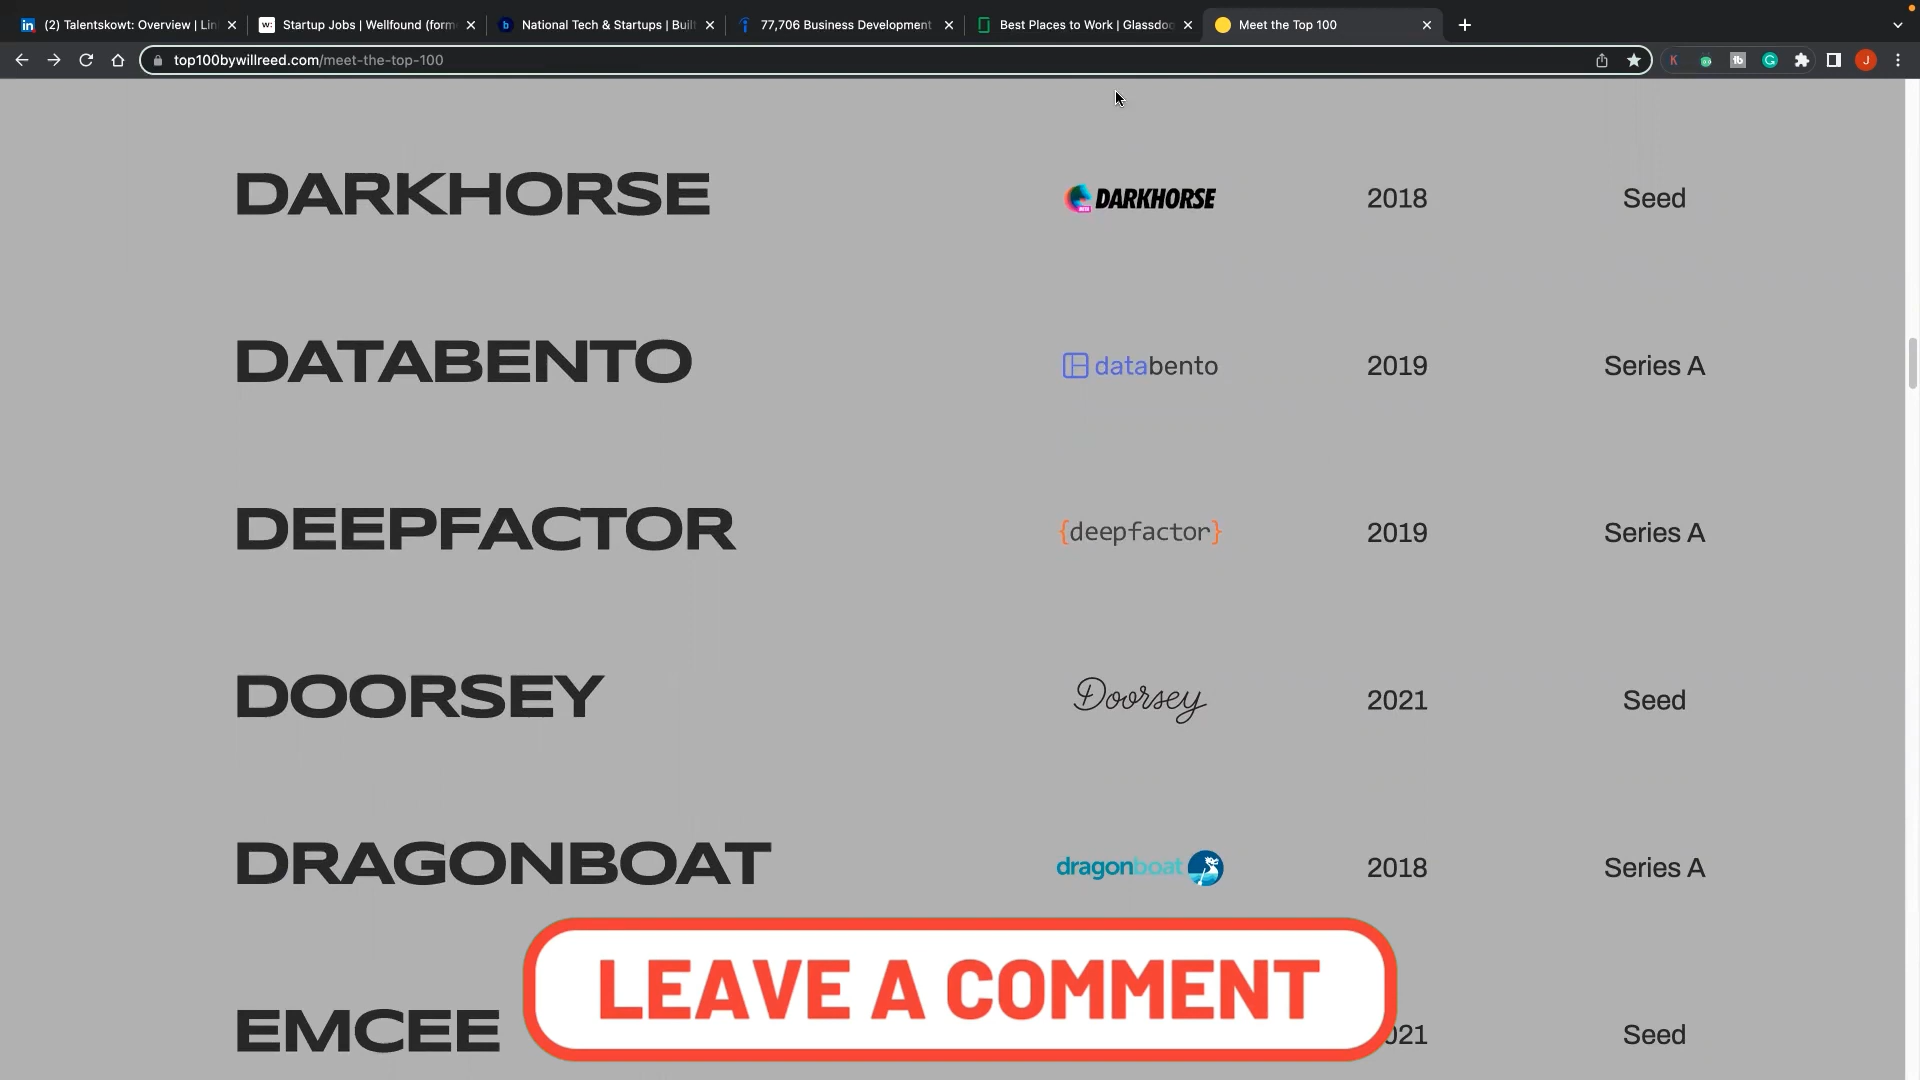 (2) Talentskowt: Overview | Lin
Startup Jobs | Wellfound (form
National Tech & Startups | Buil
77,706 Business Development
Best Places to Work | Glassdoo
Meet the Top 100
top100bywillreed.com/meet-the-top-100
DARKHORSE DARKHORSE 2018 Seed
DATABENTO databento 2019 Series A
DEEPFACTOR {deepfactor} 2019 Series A
DOORSEY Doorsey 2021 Seed
DRAGONBOAT dragonboat 2018 Series A
EMCEE 021 Seed
LEAVE A COMMENT